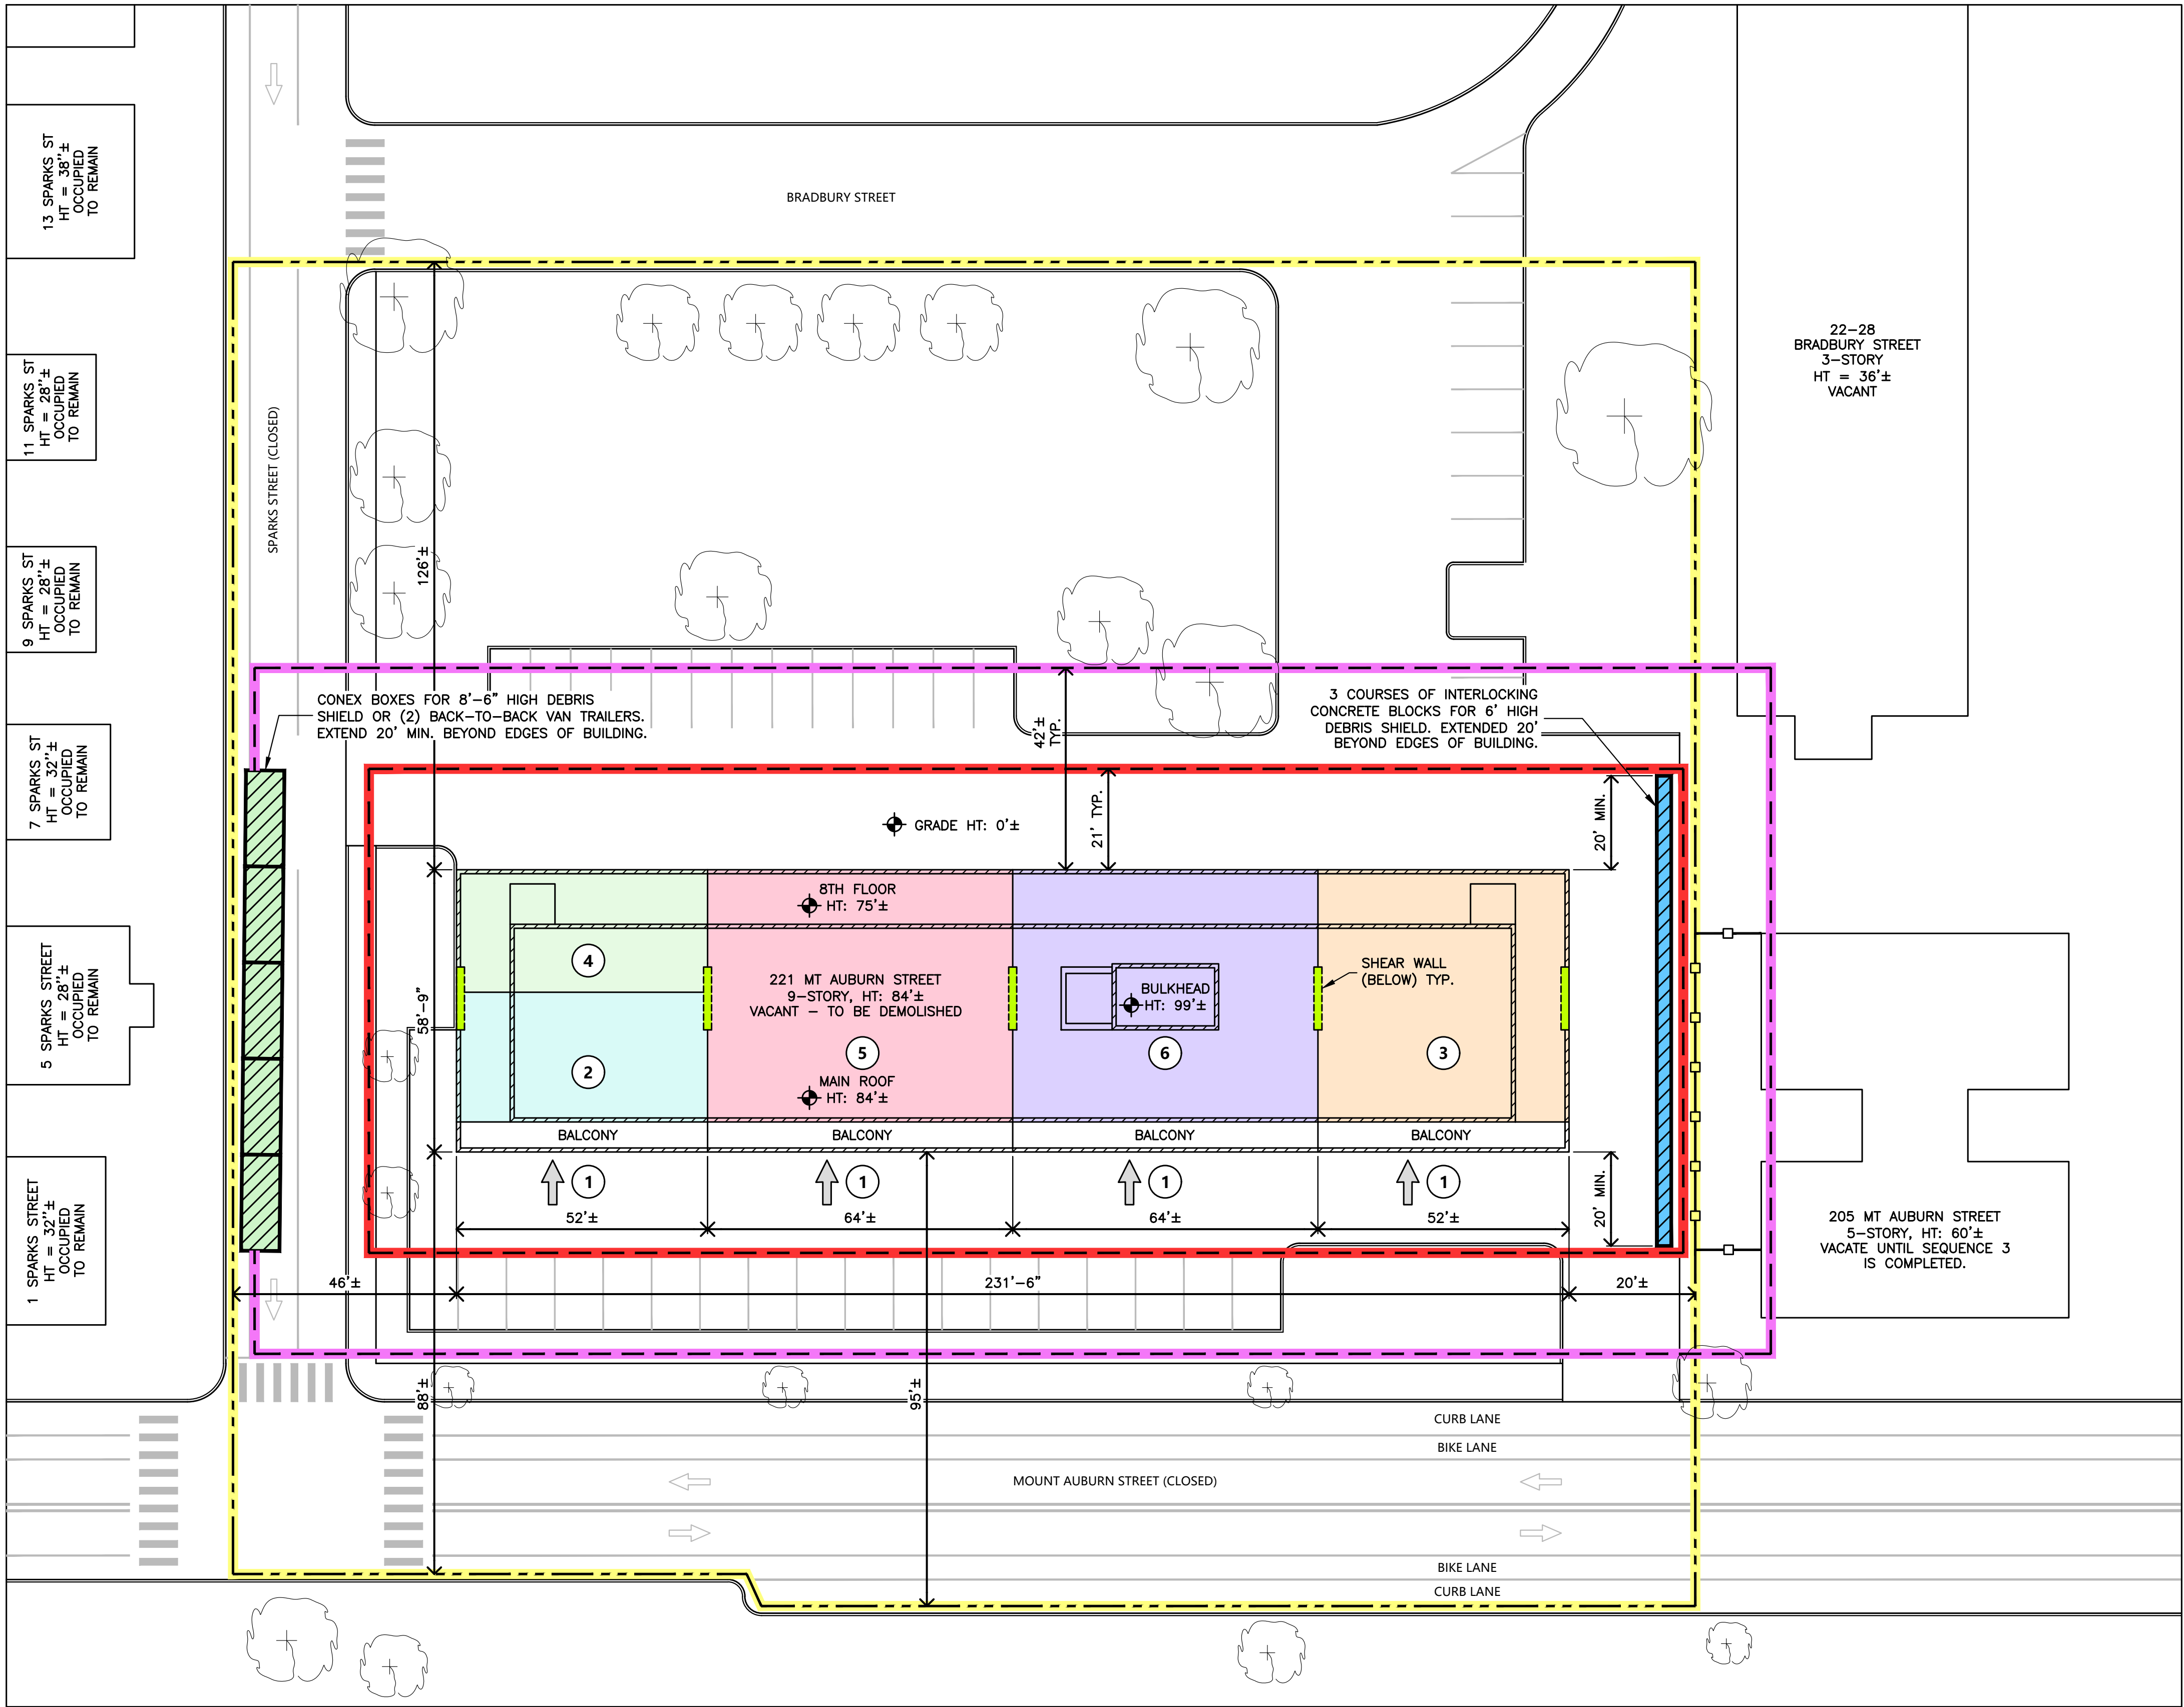 BRADBURY STREET
13 SPARKS ST
HT = 38"±
OCCUPIED
TO REMAIN
11 SPARKS ST
HT = 28"±
OCCUPIED
TO REMAIN
9 SPARKS ST
HT = 28"±
OCCUPIED
TO REMAIN
7 SPARKS ST
HT = 32"±
OCCUPIED
TO REMAIN
5 SPARKS STREET
HT = 28"±
OCCUPIED
TO REMAIN
1 SPARKS STREET
HT = 32"±
OCCUPIED
TO REMAIN
SPARKS STREET (CLOSED)
22-28
BRADBURY STREET
3-STORY
HT = 36'±
VACANT
126'±
CONEX BOXES FOR 8'-6" HIGH DEBRIS
SHIELD OR (2) BACK-TO-BACK VAN TRAILERS.
EXTEND 20' MIN. BEYOND EDGES OF BUILDING.
42'±
TYP.
3 COURSES OF INTERLOCKING
CONCRETE BLOCKS FOR 6' HIGH
DEBRIS SHIELD. EXTENDED 20'
BEYOND EDGES OF BUILDING.
GRADE HT: 0'±
21' TYP.
20' MIN.
8TH FLOOR
HT: 75'±
4
221 MT AUBURN STREET
9-STORY, HT: 84'±
VACANT - TO BE DEMOLISHED
BULKHEAD
HT: 99'±
SHEAR WALL
(BELOW) TYP.
58'-9"
2
5
6
3
MAIN ROOF
HT: 84'±
BALCONY
BALCONY
BALCONY
BALCONY
1
1
1
1
20' MIN.
52'±
64'±
64'±
52'±
205 MT AUBURN STREET
5-STORY, HT: 60'±
VACATE UNTIL SEQUENCE 3
IS COMPLETED.
46'±
231'-6"
20'±
88'±
95'±
CURB LANE
BIKE LANE
MOUNT AUBURN STREET (CLOSED)
BIKE LANE
CURB LANE